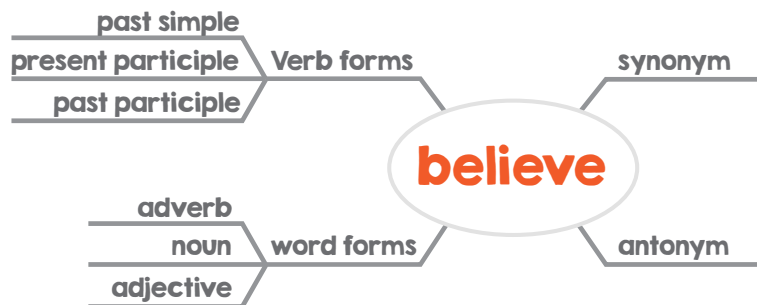 past simple
present participle
Verb forms
past participle
synonym
believe
adverb
noun
word forms
adjective
antonym